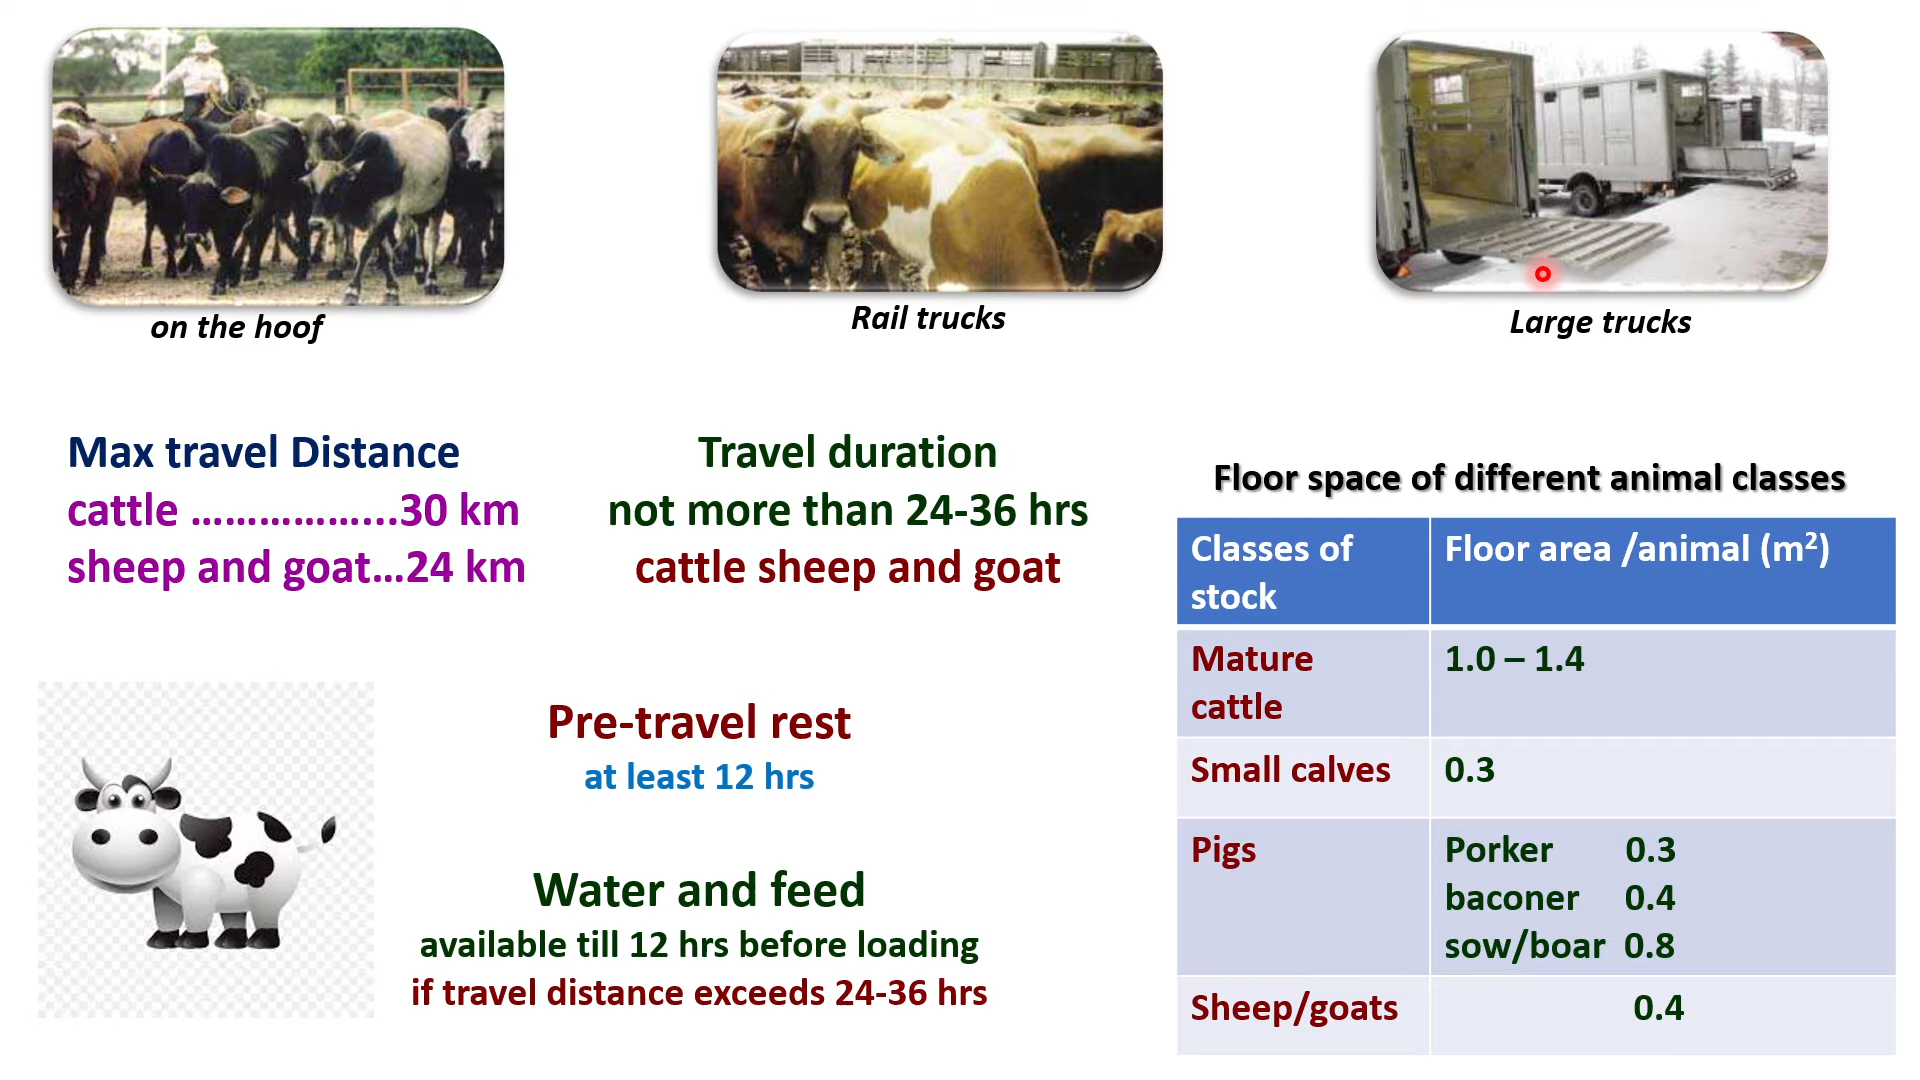 on the hoof
Rail trucks
Large trucks
Max travel Distance
cattle ……………...30 km
sheep and goat...24 km
Travel duration
not more than 24-36 hrs
cattle sheep and goat
Pre-travel rest
at least 12 hrs
Water and feed
available till 12 hrs before loading
if travel distance exceeds 24-36 hrs
Floor space of different animal classes
Classes of stock
Floor area /animal (m²)
Mature cattle
1.0 – 1.4
Small calves
0.3
Pigs
Porker 0.3
baconer 0.4
sow/boar 0.8
Sheep/goats
0.4